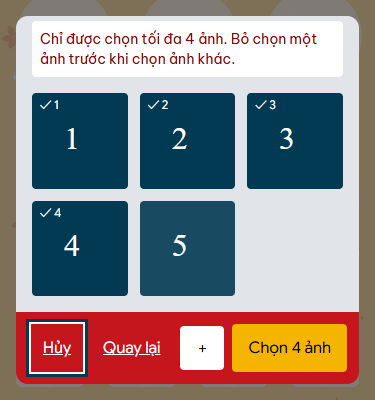 Chỉ được chọn tối đa 4 ảnh. Bỏ chọn một
ảnh trước khi chọn ảnh khác.
✓1 ✓2 ✓3
1 2 3
✓4
4 5
Hủy Quay lại + Chọn 4 ảnh